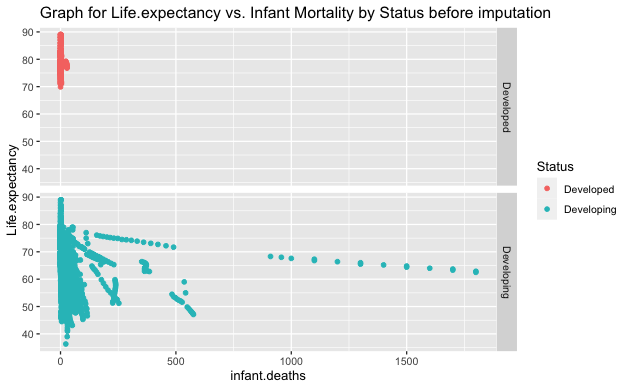 Graph for Life.expectancy vs. Infant Mortality by Status before imputation
90
80
70
60
50
40
Developed
90
80
70
60
50
40
Developing
Life.expectancy
0
500
1000
1500
infant.deaths
Status
Developed
Developing